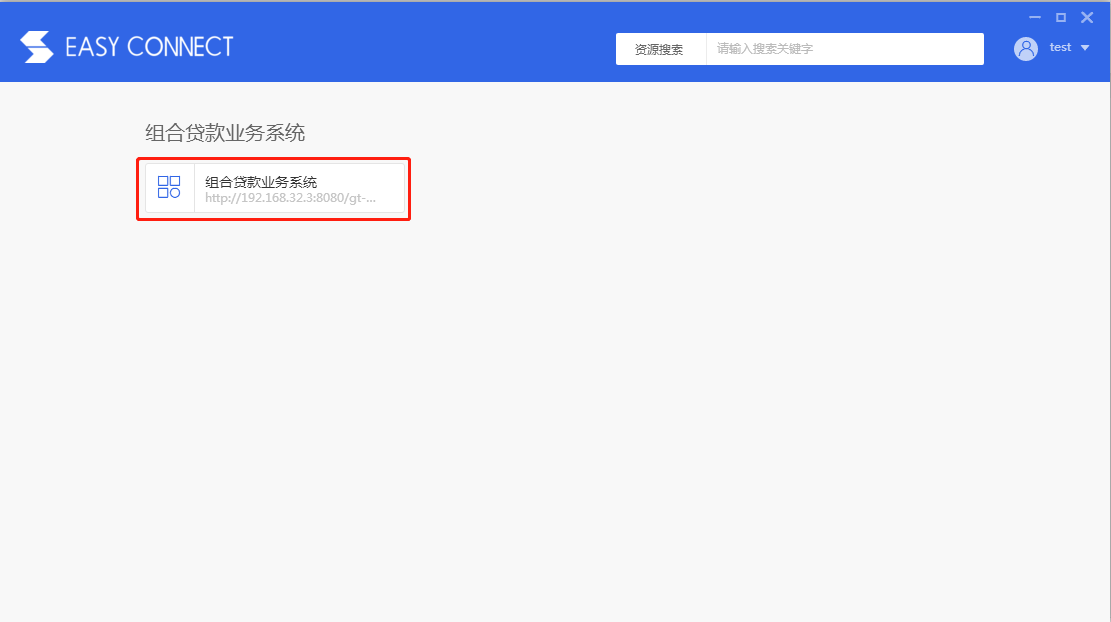 EASY CONNECT
资源搜索
请输入搜索关键字
test
组合贷款业务系统
组合贷款业务系统
http://192.168.32.3:8080/gt-...